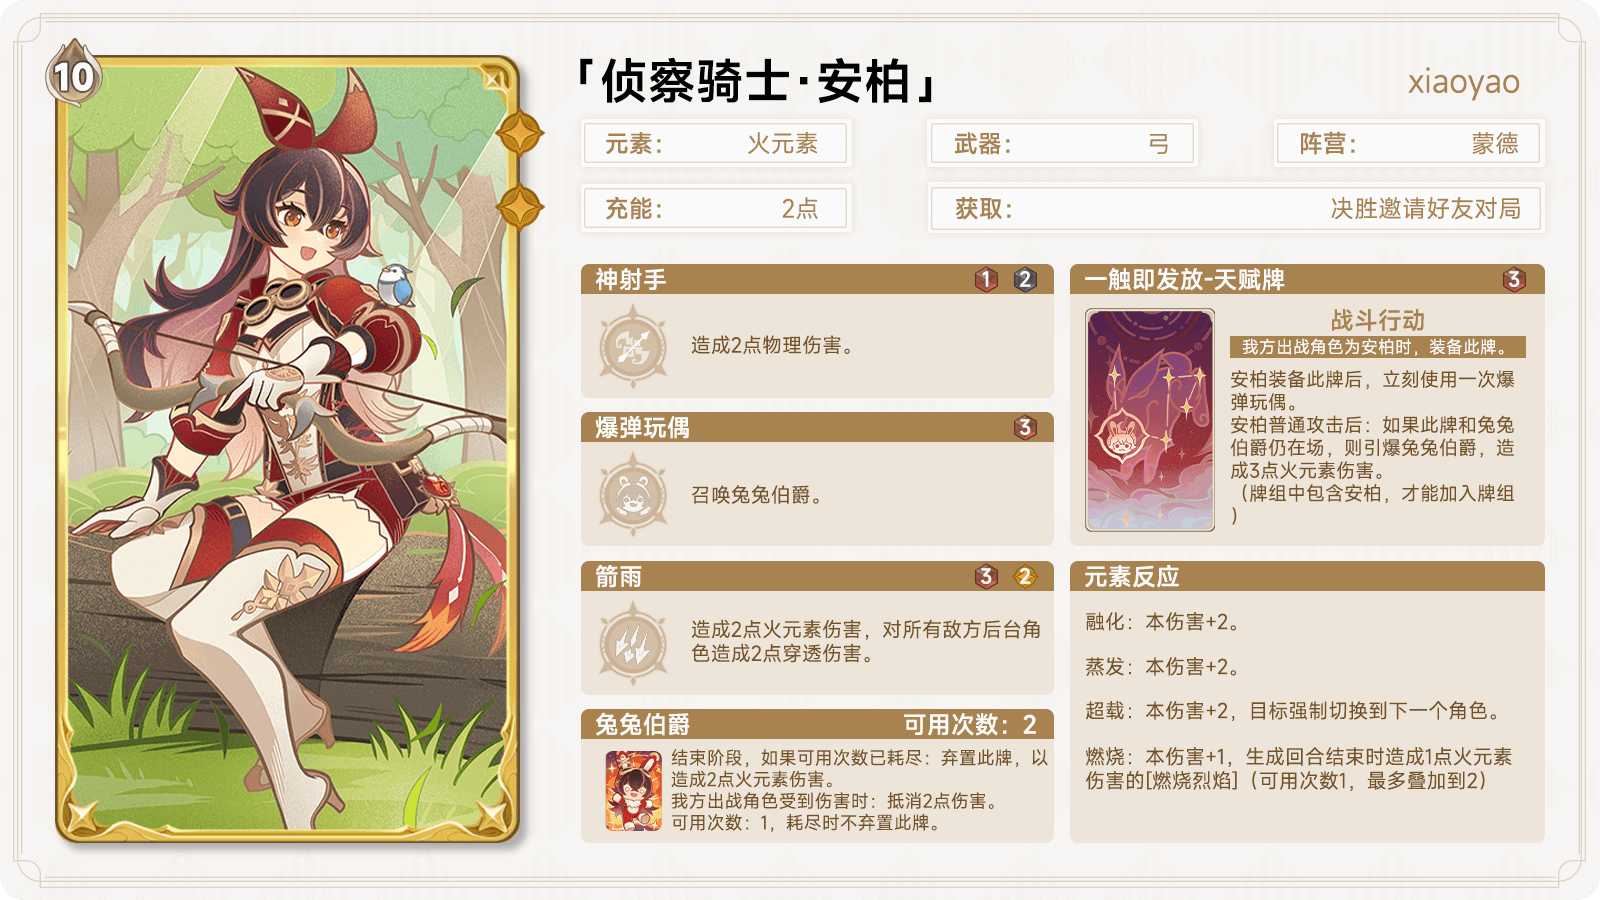 10
「侦察骑士·安柏」
xiaoyao
元素： 火元素
武器： 弓
阵营： 蒙德
充能： 2点
获取： 决胜邀请好友对局
神射手 1 2
造成2点物理伤害。
爆弹玩偶 3
召唤兔兔伯爵。
箭雨 3 2
造成2点火元素伤害，对所有敌方后台角
色造成2点穿透伤害。
兔兔伯爵 可用次数：2
结束阶段，如果可用次数已耗尽：弃置此牌，以
造成2点火元素伤害。
我方出战角色受到伤害时：抵消2点伤害。
可用次数：1，耗尽时不弃置此牌。
一触即发放-天赋牌 3
战斗行动
我方出战角色为安柏时，装备此牌。
安柏装备此牌后，立刻使用一次爆
弹玩偶。
安柏普通攻击后：如果此牌和兔兔
伯爵仍在场，则引爆兔兔伯爵，造
成3点火元素伤害。
（牌组中包含安柏，才能加入牌组
）
元素反应
融化：本伤害+2。
蒸发：本伤害+2。
超载：本伤害+2，目标强制切换到下一个角色。
燃烧：本伤害+1，生成回合结束时造成1点火元素
伤害的[燃烧烈焰]（可用次数1，最多叠加到2）